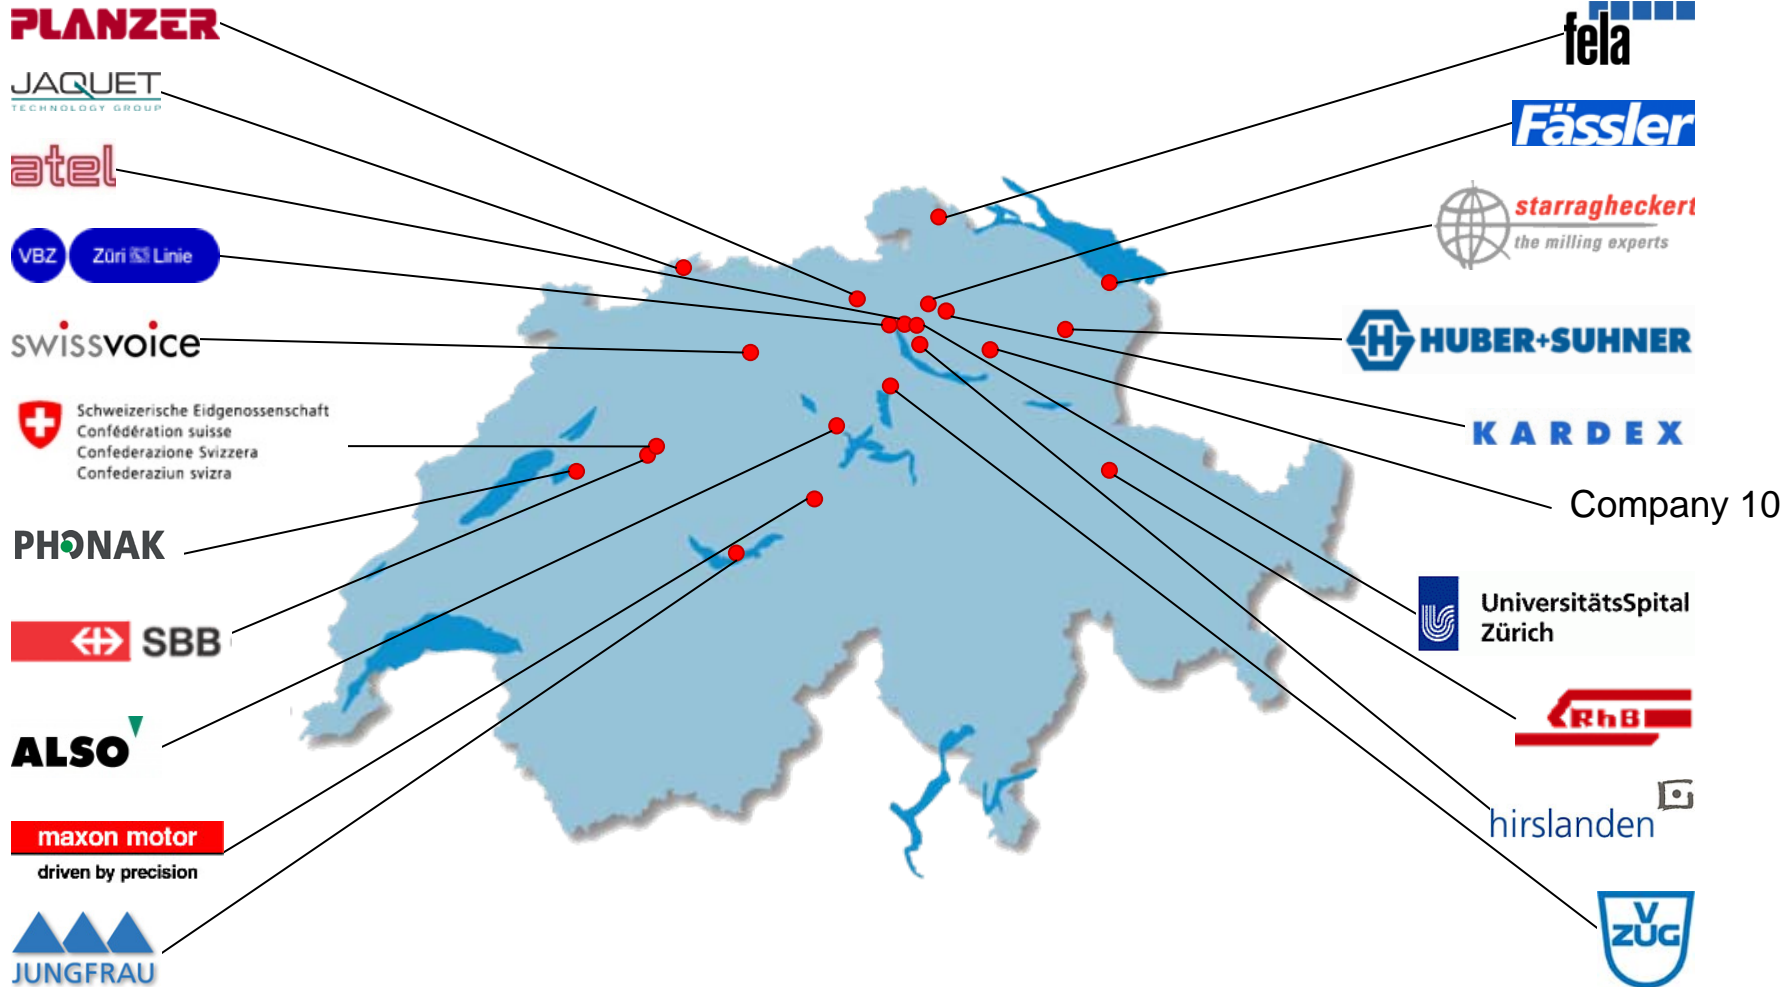 PLANZER
JAQUET
TECHNOLOGY GROUP
atel
VBZ Züri Linie
swissvoice
Schweizerische Eidgenossenschaft
Confédération suisse
Confederazione Svizzera
Confederaziun svizra
PHONAK
SBB
ALSO
maxon motor
driven by precision
JUNGFRAU
fela
Fässler
starragheckert
the milling experts
HUBER+SUHNER
KARDEX
Company 10
UniversitätsSpital
Zürich
RhB
hirslanden
V
ZUG